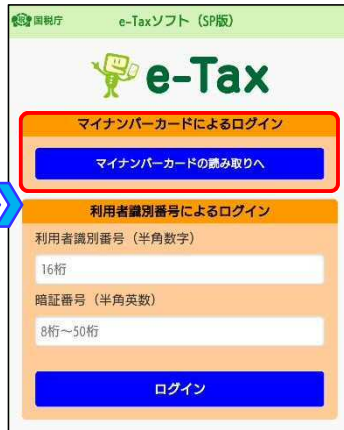 国税庁
e-Taxソフト（SP版）
e-Tax
マイナンバーカードによるログイン
マイナンバーカードの読み取りへ
利用者識別番号によるログイン
利用者識別番号（半角数字）
16桁
暗証番号（半角英数）
8桁～50桁
ログイン